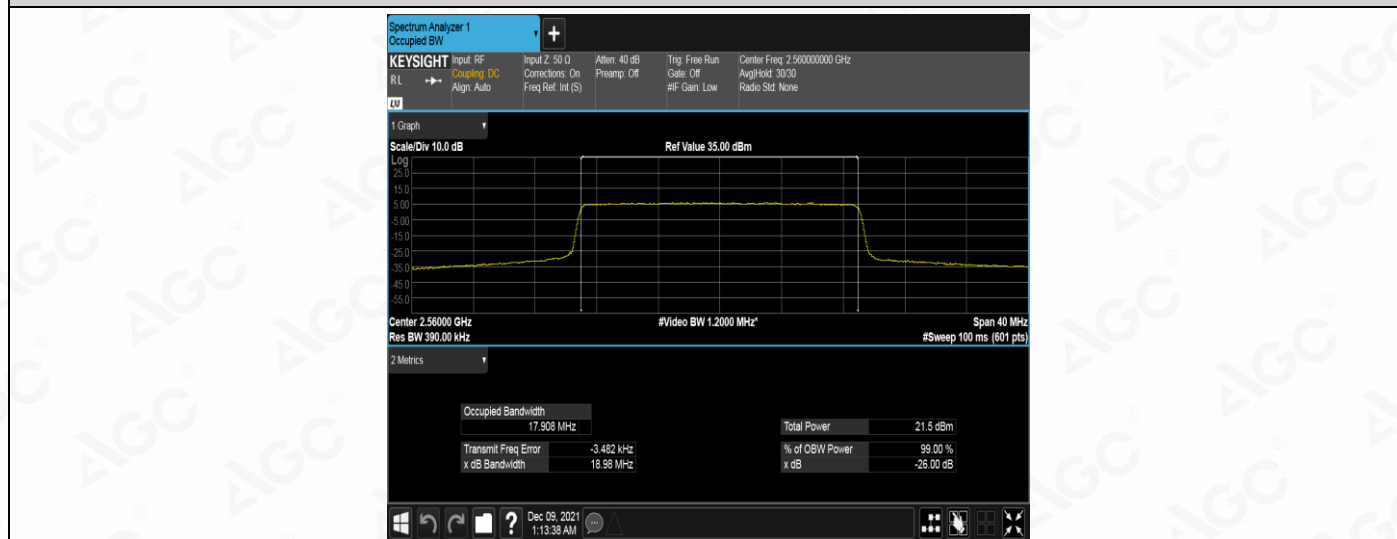 Spectrum Analyzer 1
Occupied BW
+
KEYSIGHT Input: RF Input Z: 50 Ω Atten: 40 dB Trig: Free Run Center Freq: 2.560000000 GHz
RL Coupling: DC Corrections: On Preamp: Off Gate: Off Avg|Hold: 30/30
Align: Auto Freq Ref: Int (S) #IF Gain: Low Radio Std: None
LXI
1 Graph
Scale/Div 10.0 dB Ref Value 35.00 dBm
Log
25.0
15.0
5.00
-5.00
-15.0
-25.0
-35.0
-45.0
-55.0
Center 2.56000 GHz #Video BW 1.2000 MHz* Span 40 MHz
Res BW 390.00 kHz #Sweep 100 ms (601 pts)
2 Metrics
Occupied Bandwidth
17.908 MHz Total Power 21.5 dBm
Transmit Freq Error -3.482 kHz % of OBW Power 99.00 %
x dB Bandwidth 18.98 MHz x dB -26.00 dB
? Dec 09, 2021
1:13:38 AM
AGC